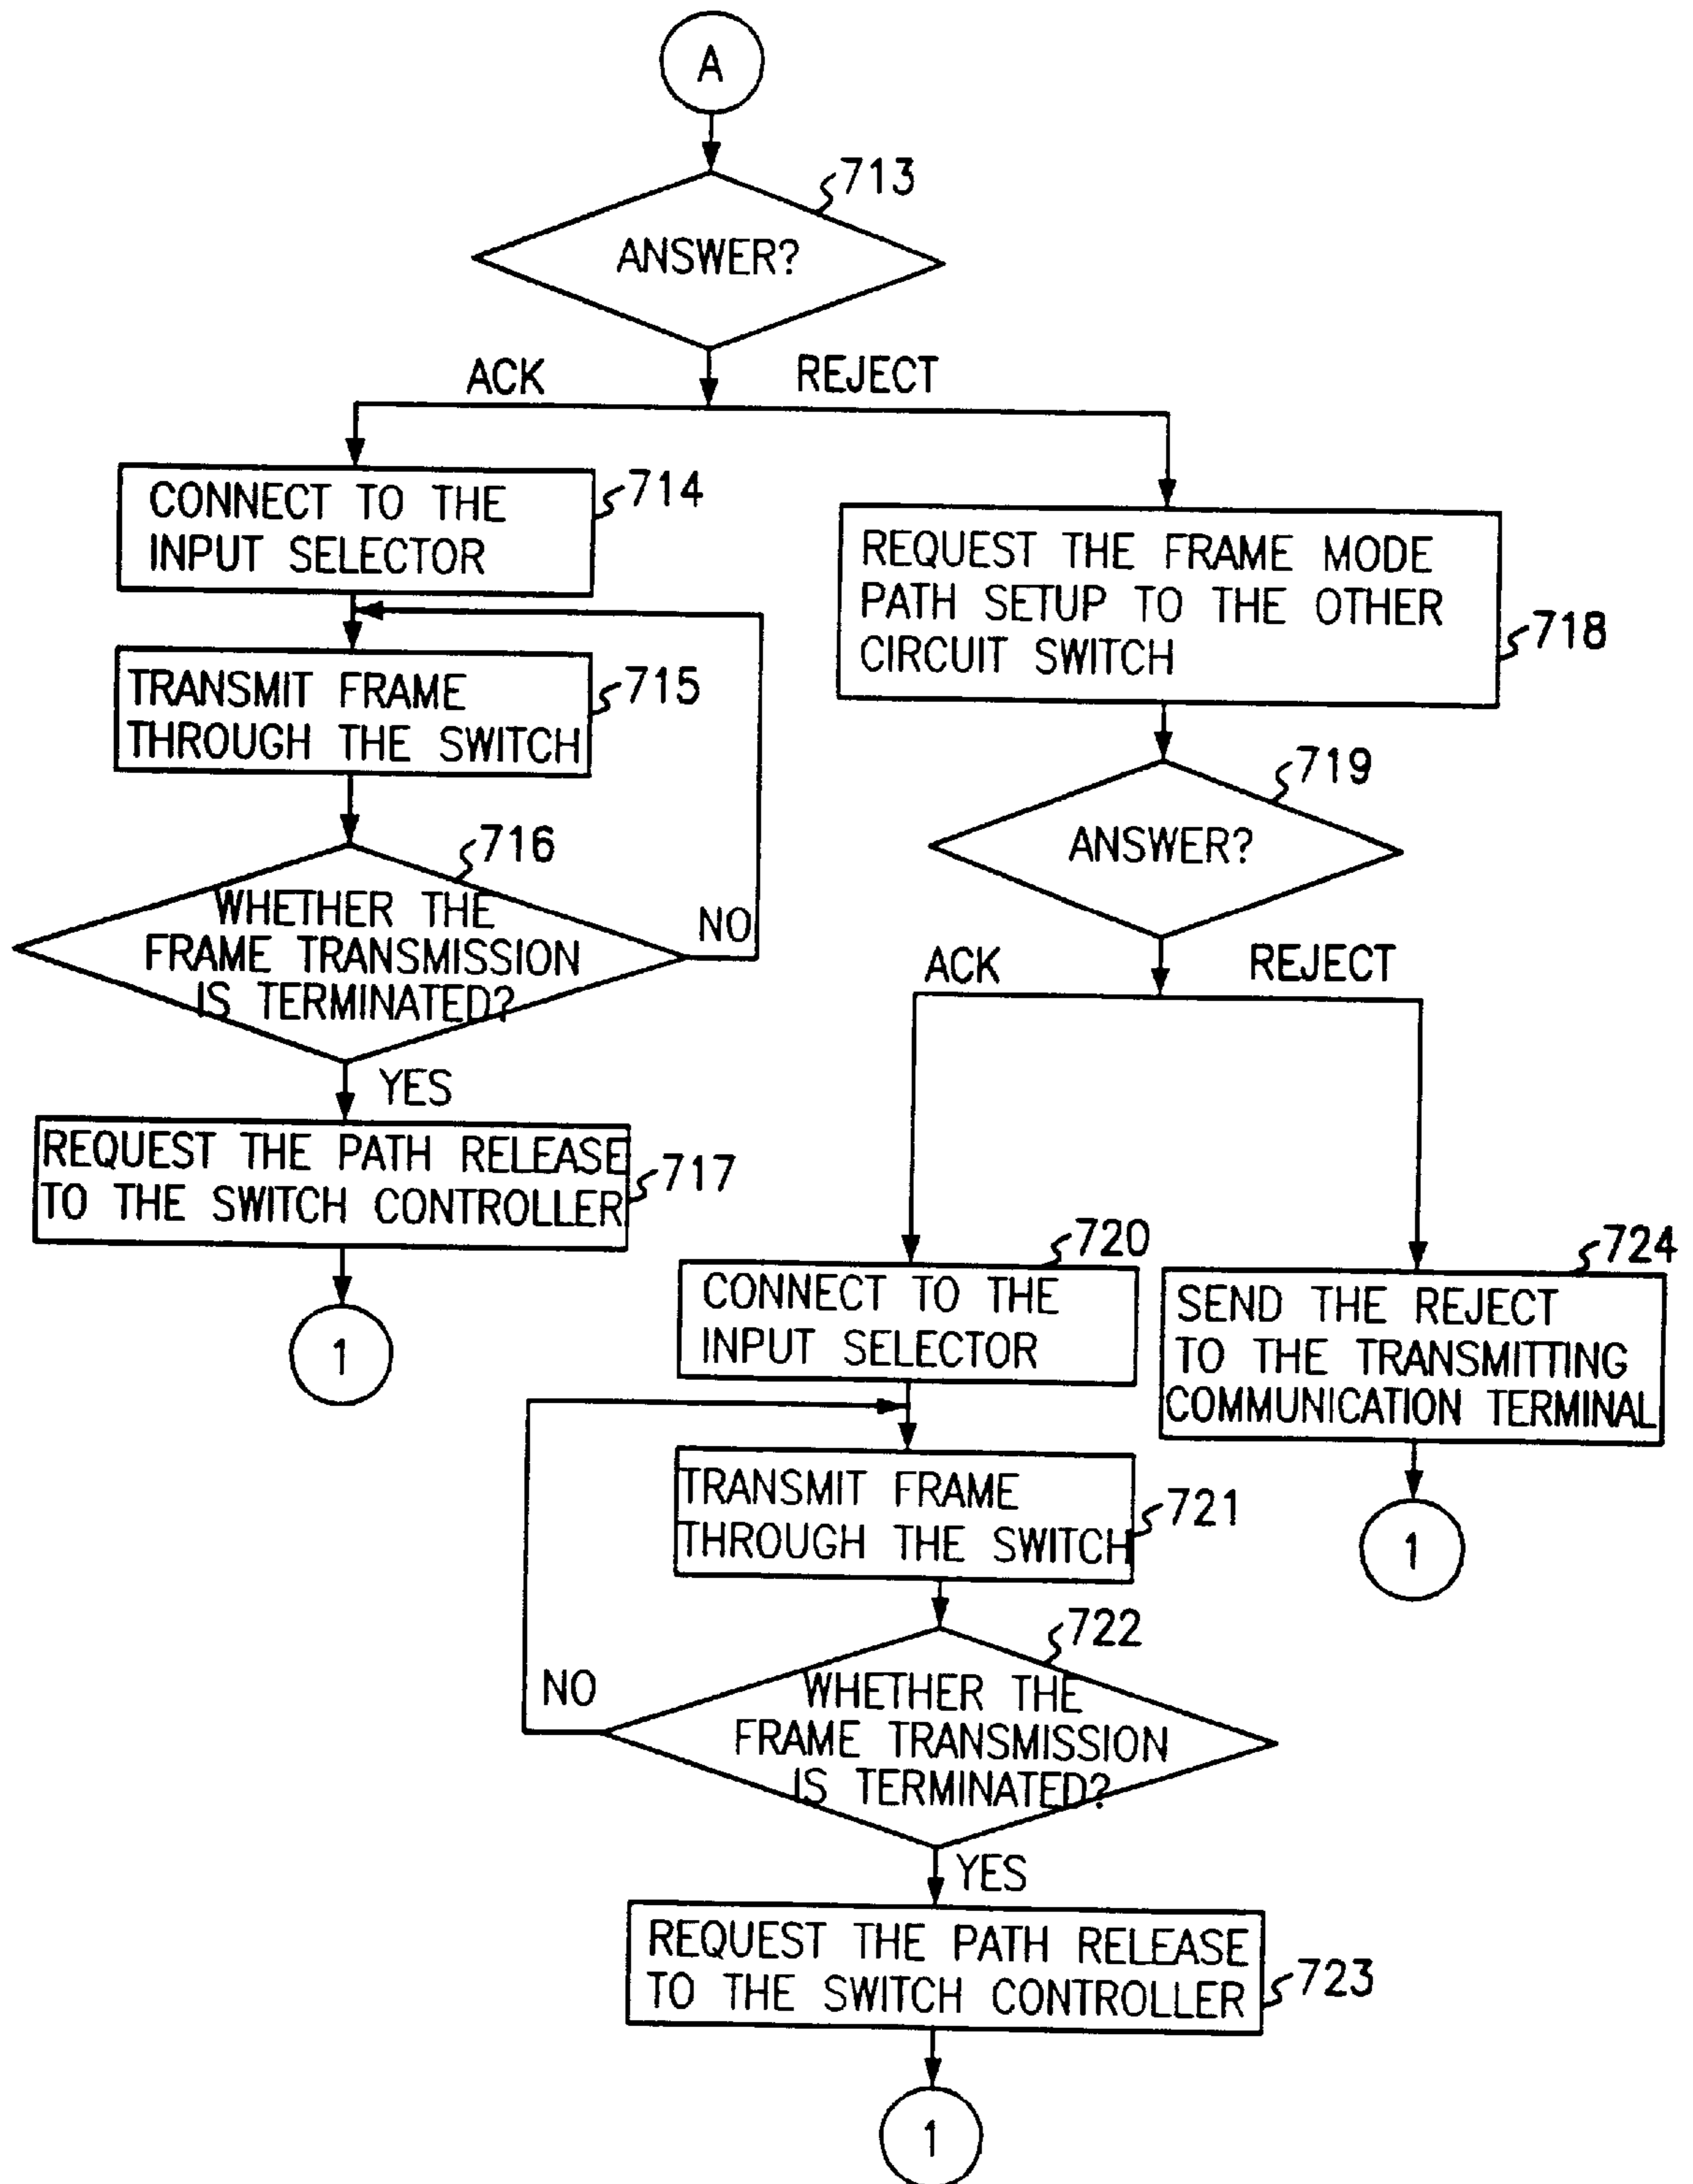 A
713
ANSWER?
ACK
REJECT
CONNECT TO THE
INPUT SELECTOR
714
TRANSMIT FRAME
THROUGH THE SWITCH
715
716
WHETHER THE
FRAME TRANSMISSION
IS TERMINATED?
NO
YES
REQUEST THE PATH RELEASE
TO THE SWITCH CONTROLLER
717
1
REQUEST THE FRAME MODE
PATH SETUP TO THE OTHER
CIRCUIT SWITCH
718
719
ANSWER?
ACK
REJECT
720
CONNECT TO THE
INPUT SELECTOR
724
SEND THE REJECT
TO THE TRANSMITTING
COMMUNICATION TERMINAL
1
TRANSMIT FRAME
THROUGH THE SWITCH
721
722
WHETHER THE
FRAME TRANSMISSION
IS TERMINATED?
NO
YES
REQUEST THE PATH RELEASE
TO THE SWITCH CONTROLLER
723
1